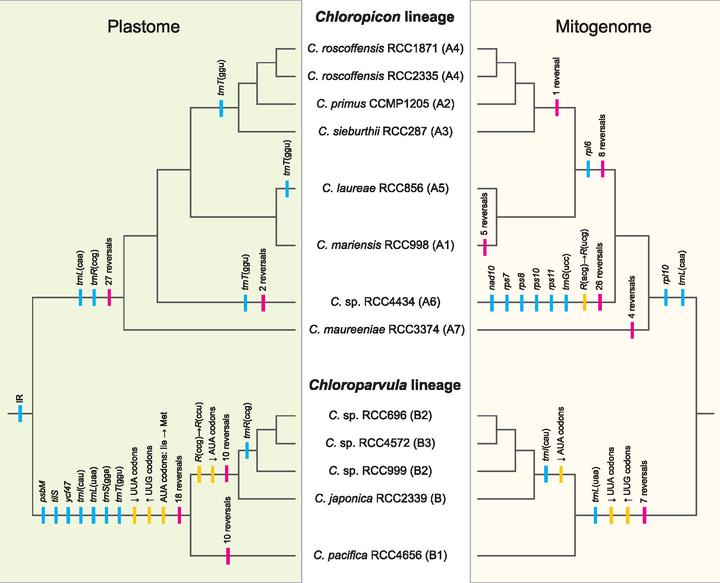 Plastome
Chloropicon lineage
Mitogenome
C. roscoffensis RCC1871 (A4)
C. roscoffensis RCC2335 (A4)
C. primus CCMP1205 (A2)
C. sieburthii RCC287 (A3)
C. laureae RCC856 (A5)
C. mariensis RCC998 (A1)
C. sp. RCC4434 (A6)
C. maureeniae RCC3374 (A7)
Chloroparvula lineage
C. sp. RCC696 (B2)
C. sp. RCC4572 (B3)
C. sp. RCC999 (B2)
C. japonica RCC2339 (B)
C. pacifica RCC4656 (B1)
trnT(ggu)
trnT(ggu)
trnT(ggu)
2 reversals
trnL(caa)
trnR(ccg)
27 reversals
IR
psbM
tilS
ycf47
trnI(cau)
trnL(uaa)
trnS(gga)
trnT(ggu)
↓ UUA codons
↑ UUG codons
AUA codons: Ile → Met
18 reversals
R(ccg)→R(ccu)
↓ AUA codons
10 reversals
trnR(ccg)
10 reversals
1 reversal
rpl6
8 reversals
5 reversals
nad10
rps7
rps8
rps10
rps11
trnG(ucc)
R(acg)→R(ucg)
26 reversals
4 reversals
rpl10
trnL(caa)
trnI(cau)
↓ AUA codons
trnL(uaa)
↓ UUA codons
↑ UUG codons
7 reversals